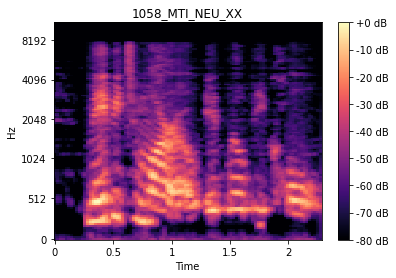 1058_MTI_NEU_XX
+0 dB
8192
-10 dB
4096
-20 dB
-30 dB
2048
Hz
-40 dB
1024
-50 dB
512
-60 dB
-70 dB
0
-80 dB
0 0.5 1 1.5 2
Time